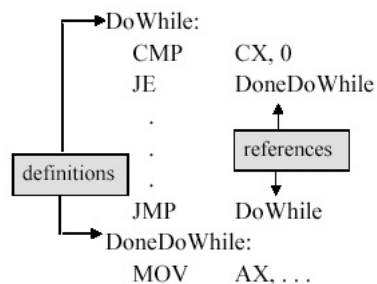 DoWhile:
CMP CX, 0
JE DoneDoWhile
.
.
references
definitions
.
JMP DoWhile
DoneDoWhile:
MOV AX, . . .